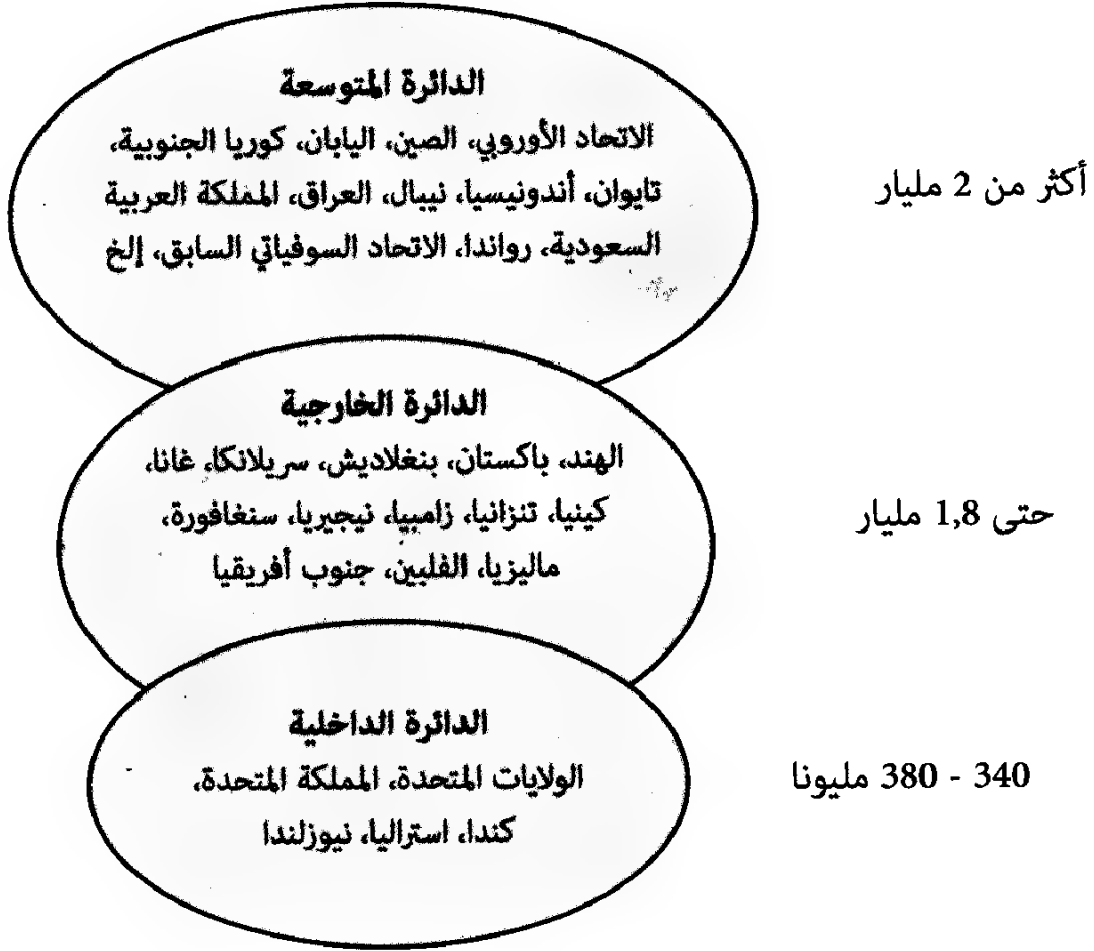 الدائرة المتوسعة
الاتحاد الأوروبي، الصين، اليابان، كوريا الجنوبية،
تايوان، أندونيسيا، نيبال، العراق، المملكة العربية
السعودية، رواندا، الاتحاد السوفياتي السابق، إلخ
أكثر من 2 مليار
الدائرة الخارجية
الهند، باكستان، بنغلاديش، سريلانكا، غانا،
كينيا، تنزانيا، زامبيا، نيجيريا، سنغافورة،
ماليزيا، الفلبين، جنوب أفريقيا
حتى 1,8 مليار
الدائرة الداخلية
الولايات المتحدة، المملكة المتحدة،
كندا، استراليا، نيوزلندا
340 - 380 مليونا